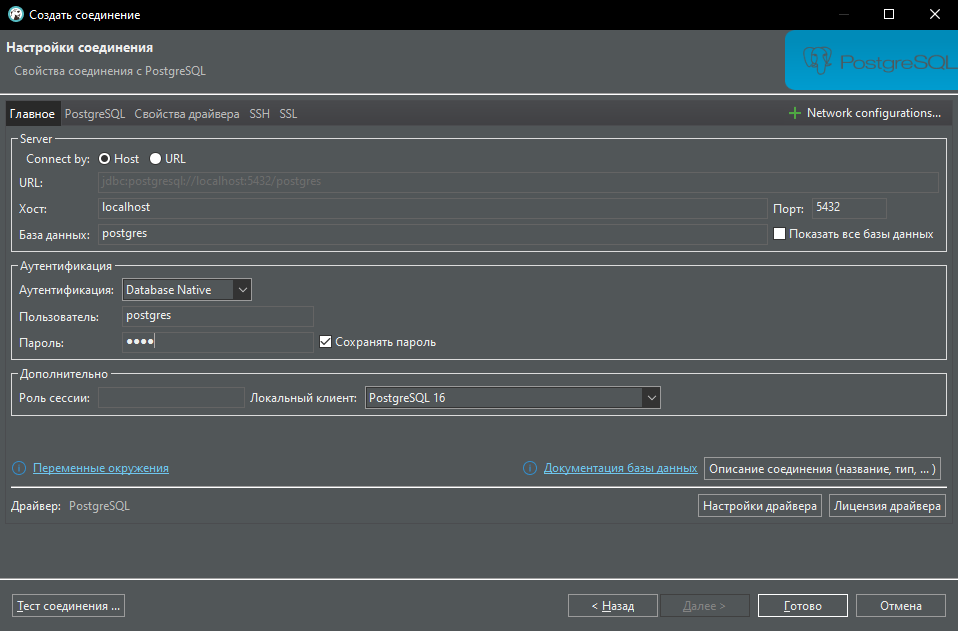 Создать соединение
Настройки соединения
Свойства соединения с PostgreSQL
PostgreSQL
Главное PostgreSQL Свойства драйвера SSH SSL Network configurations...
Server
Connect by: Host URL
URL: jdbc:postgresql://localhost:5432/postgres
Хост: localhost Порт: 5432
База данных: postgres Показать все базы данных
Аутентификация
Аутентификация: Database Native
Пользователь: postgres
Пароль: •••• Сохранять пароль
Дополнительно
Роль сессии: Локальный клиент: PostgreSQL 16
Переменные окружения Документация базы данных Описание соединения (название, тип, ... )
Драйвер: PostgreSQL Настройки драйвера Лицензия драйвера
Тест соединения ... < Назад Далее > Готово Отмена